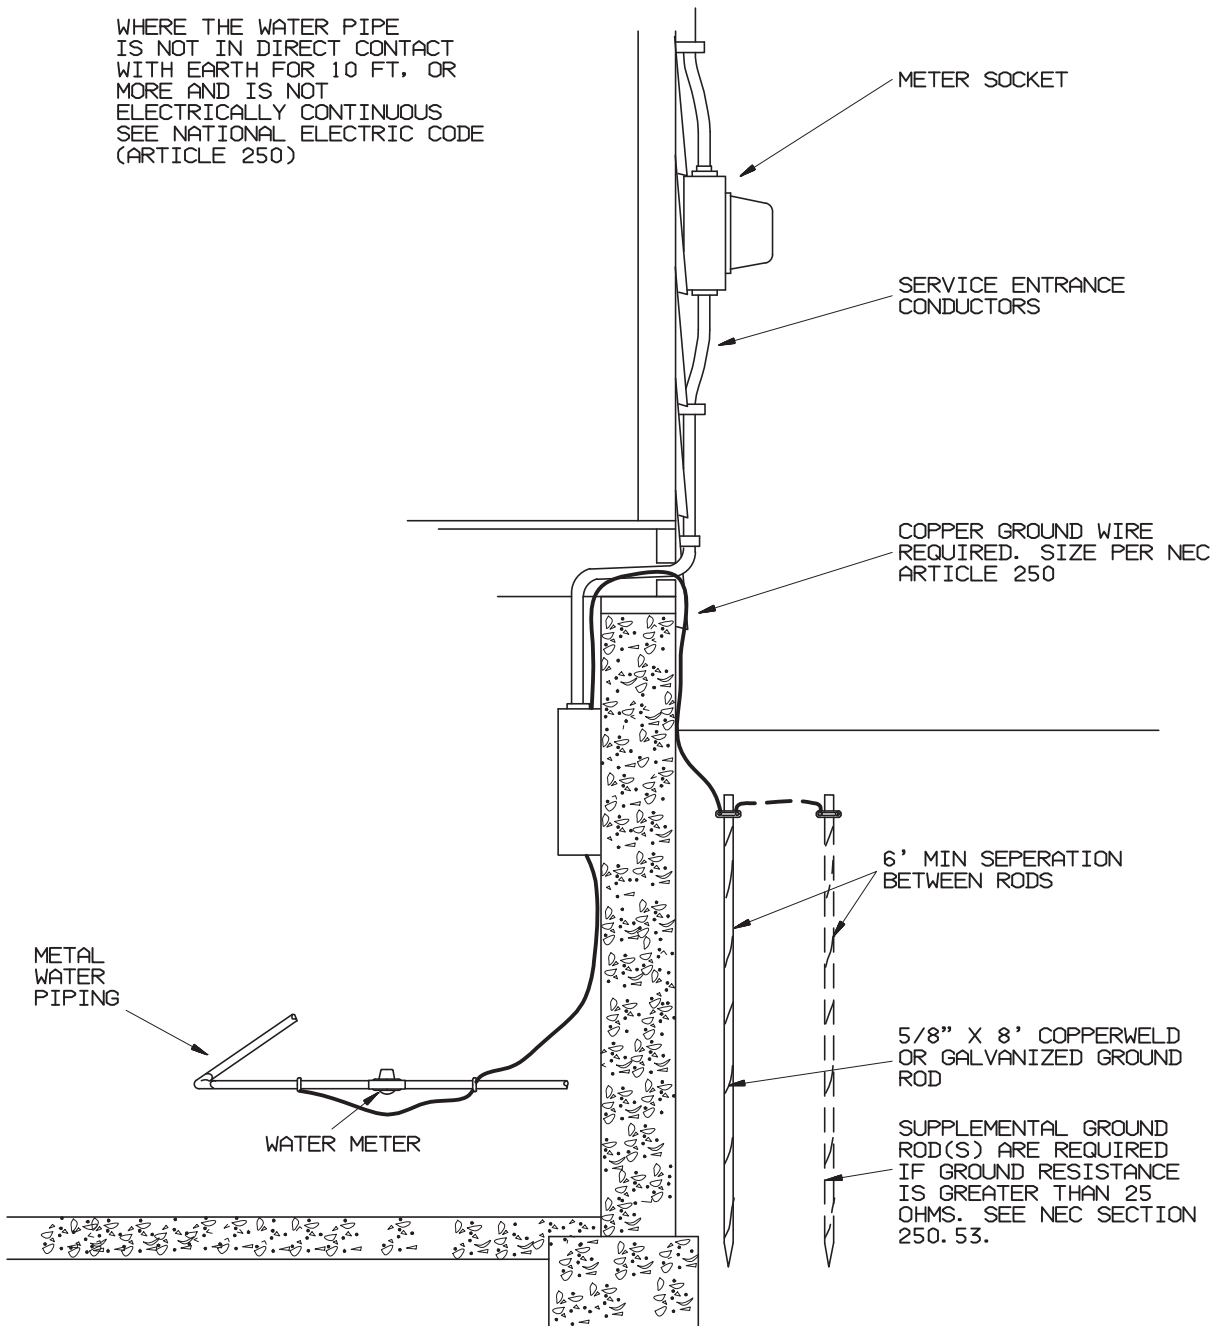 WHERE THE WATER PIPE
IS NOT IN DIRECT CONTACT
WITH EARTH FOR 10 FT. OR
MORE AND IS NOT
ELECTRICALLY CONTINUOUS
SEE NATIONAL ELECTRIC CODE
(ARTICLE 250)
METER SOCKET
SERVICE ENTRANCE
CONDUCTORS
COPPER GROUND WIRE
REQUIRED. SIZE PER NEC
ARTICLE 250
6' MIN SEPERATION
BETWEEN RODS
METAL
WATER
PIPING
5/8" X 8' COPPERWELD
OR GALVANIZED GROUND
ROD
WATER METER
SUPPLEMENTAL GROUND
ROD(S) ARE REQUIRED
IF GROUND RESISTANCE
IS GREATER THAN 25
OHMS. SEE NEC SECTION
250.53.